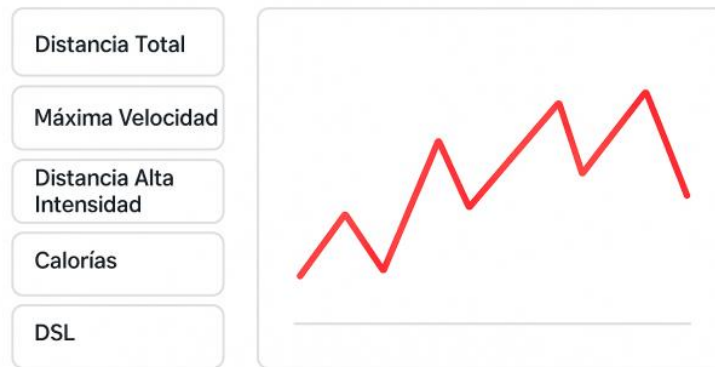 Distancia Total
Máxima Velocidad
Distancia Alta
Intensidad
Calorías
DSL